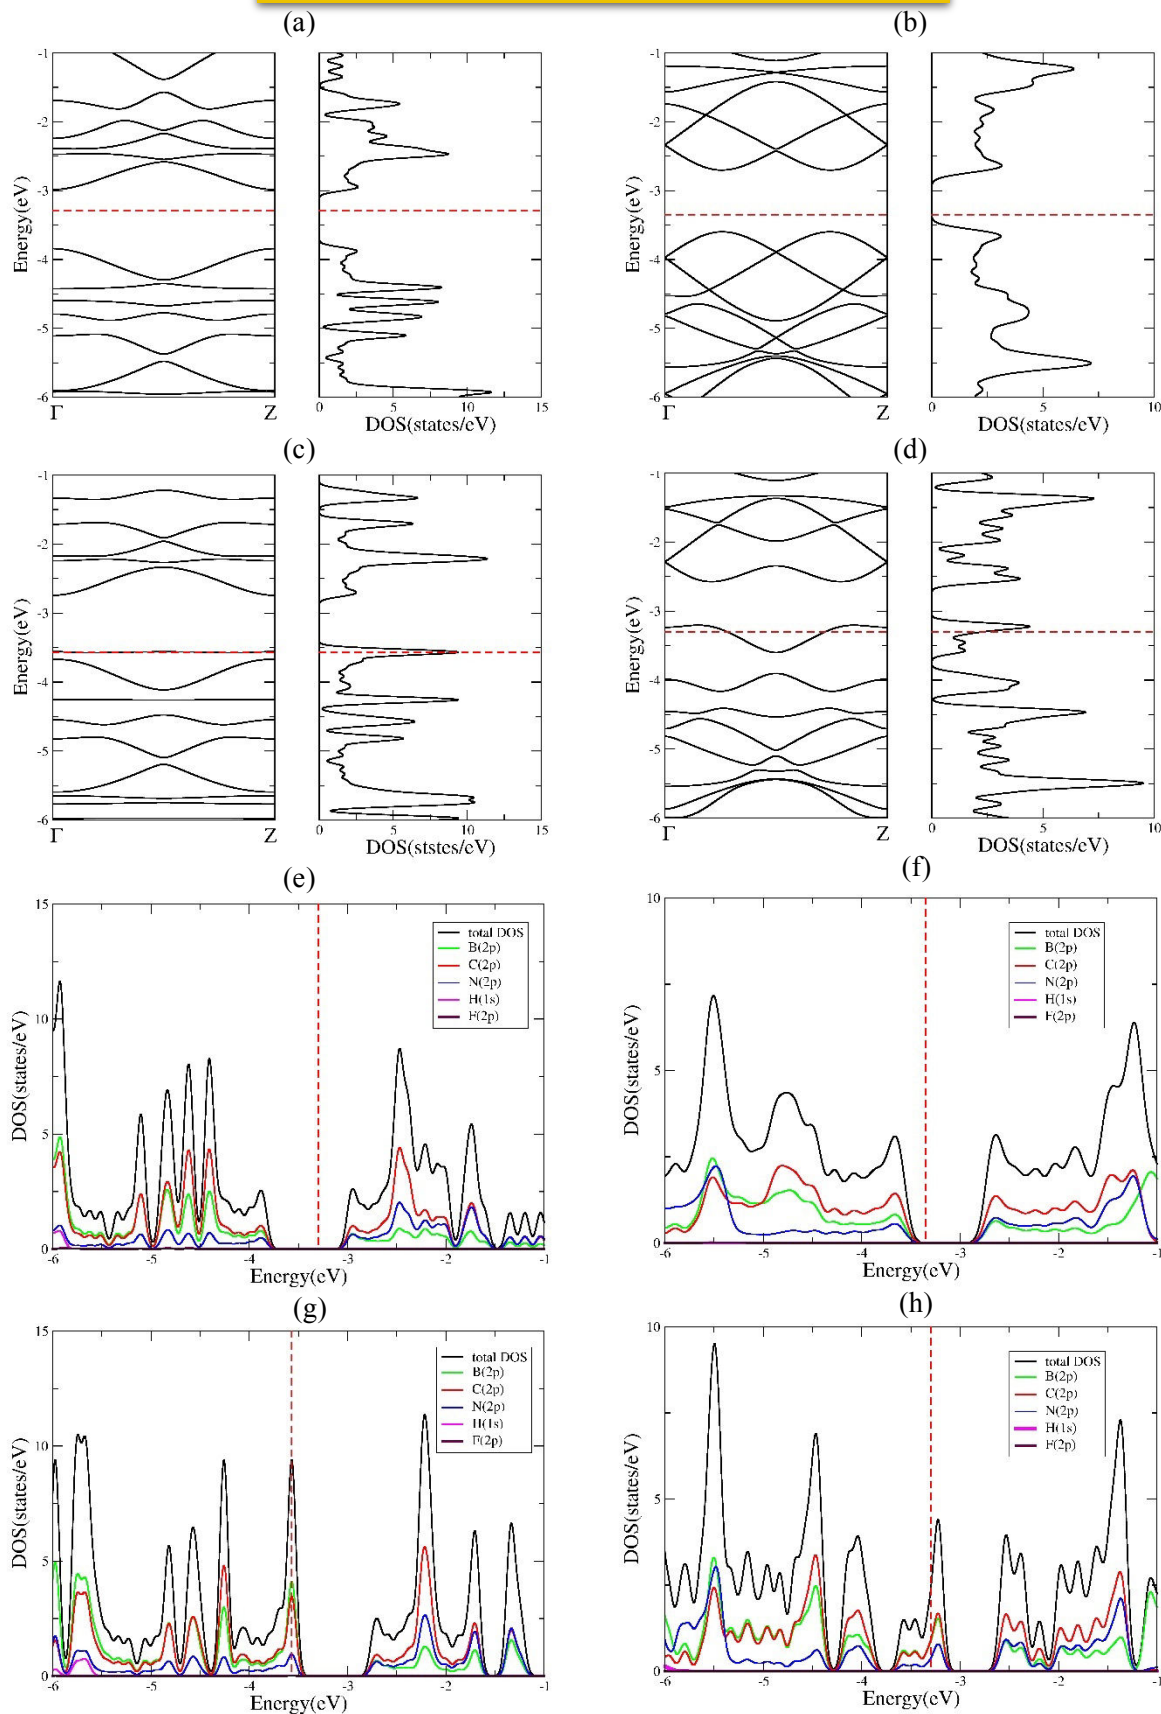 (a)
(b)
-1
-2
-3
-4
-5
-6
Energy(eV)
Γ
Z
0
5
10
15
DOS(states/eV)
-1
-2
-3
-4
-5
-6
Energy(eV)
Γ
Z
0
5
10
DOS(states/eV)
(c)
(d)
-1
-2
-3
-4
-5
-6
Energy(eV)
Γ
Z
0
5
10
15
DOS(ststes/eV)
-1
-2
-3
-4
-5
-6
Energy(eV)
Γ
Z
0
5
10
DOS(states/eV)
(e)
(f)
15
10
5
0
DOS(states/eV)
total DOS
B(2p)
C(2p)
N(2p)
H(1s)
F(2p)
-6
-5
-4
-3
-2
-1
Energy(eV)
10
5
0
DOS(states/eV)
total DOS
B(2p)
C(2p)
N(2p)
H(1s)
F(2p)
-6
-5
-4
-3
-2
-1
Energy(eV)
(g)
(h)
15
10
5
0
DOS(states/eV)
total DOS
B(2p)
C(2p)
N(2p)
H(1s)
F(2p)
-6
-5
-4
-3
-2
-1
Energy(eV)
10
5
0
DOS(states/eV)
total DOS
B(2p)
C(2p)
N(2p)
H(1s)
F(2p)
-6
-5
-4
-3
-2
-1
Energy(eV)